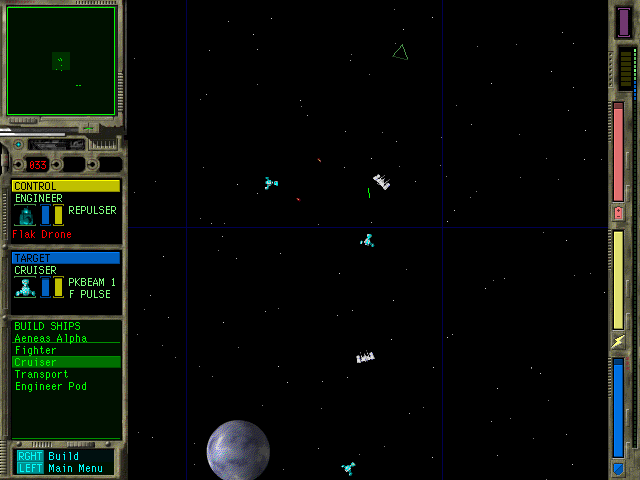 033
CONTROL
ENGINEER
REPULSER
Flak Drona
TARGET
CRUISER
PKBEAM 1
F PULSE
BUILD SHIPS
Aeneas Alpha
Fighter
Cruiser
Transport
Engineer Pod
RGHT Build
LEFT Main Menu